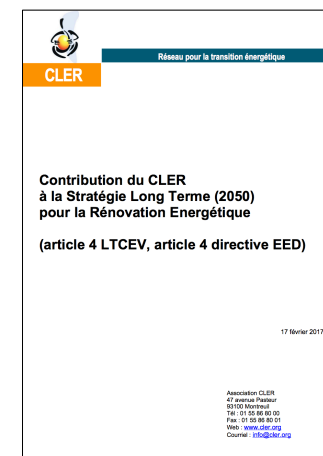 Réseau pour la transition énergétique
CLER
Contribution du CLER
à la Stratégie Long Terme (2050)
pour la Rénovation Energétique
(article 4 LTCEV, article 4 directive EED)
17 février 2017
Association CLER
47 avenue Pasteur
93100 Montreuil
Tél : 01 55 86 80 00
Fax : 01 55 86 80 01
Web : www.cler.org
Courriel : info@cler.org